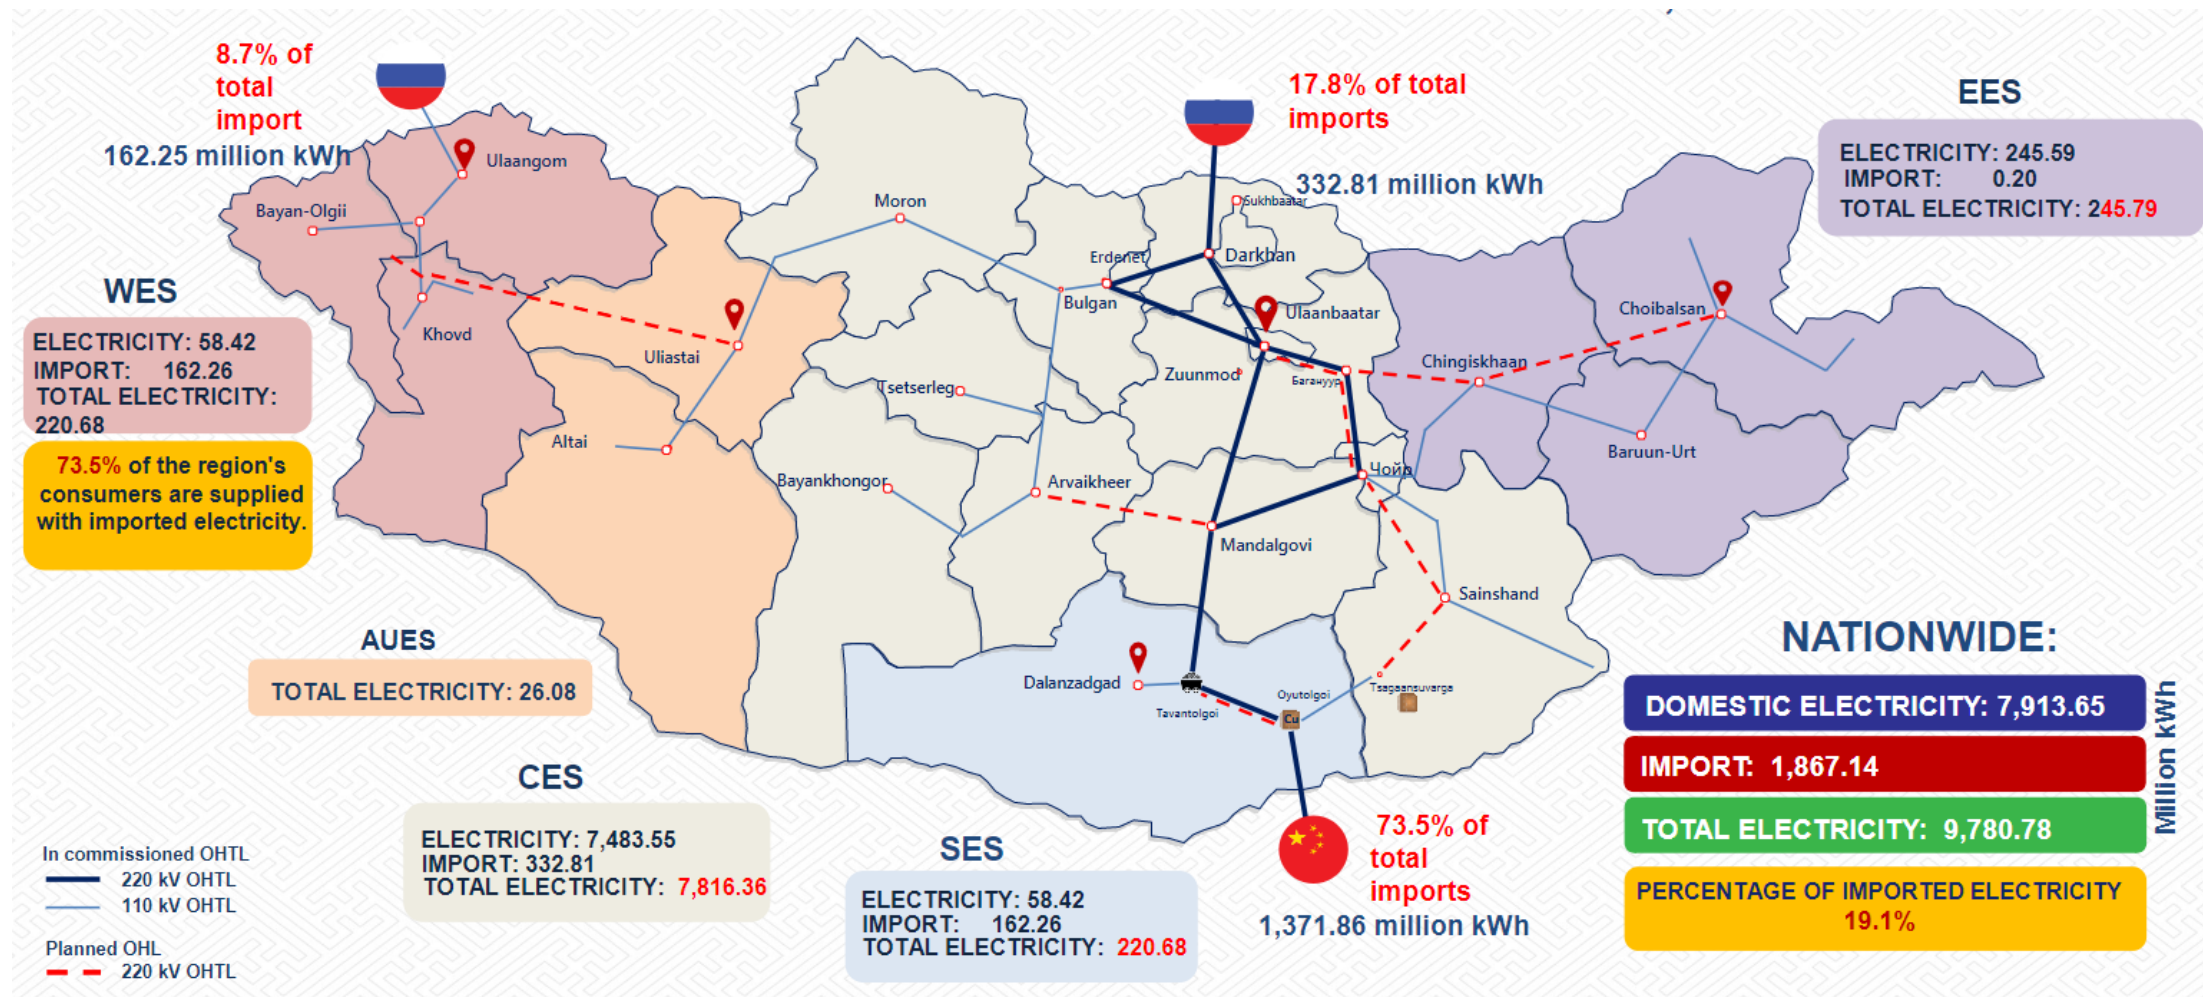 8.7% of
total
import
162.25 million kWh
17.8% of total
imports
332.81 million kWh
EES
ELECTRICITY: 245.59
IMPORT: 0.20
TOTAL ELECTRICITY: 245.79
Ulaangom
Bayan-Olgii
Moron
Sukhbaatar
Erdenet
Darkhan
WES
ELECTRICITY: 58.42
IMPORT: 162.26
TOTAL ELECTRICITY:
220.68
73.5% of the region's
consumers are supplied
with imported electricity.
Khovd
Uliastai
Bulgan
Ulaanbaatar
Choibalsan
Chingiskhaan
Zuunmod
Багануур
Tsetserleg
Altai
Baruun-Urt
Bayankhongor
Arvaikheer
Чойр
Mandalgovi
Sainshand
AUES
TOTAL ELECTRICITY: 26.08
Dalanzadgad
Tavantolgoi
Oyutolgoi
Cu
Tsagaansuvarga
NATIONWIDE:
DOMESTIC ELECTRICITY: 7,913.65
IMPORT: 1,867.14
TOTAL ELECTRICITY: 9,780.78
Million kWh
PERCENTAGE OF IMPORTED ELECTRICITY
19.1%
CES
ELECTRICITY: 7,483.55
IMPORT: 332.81
TOTAL ELECTRICITY: 7,816.36
SES
ELECTRICITY: 58.42
IMPORT: 162.26
TOTAL ELECTRICITY: 220.68
73.5% of
total
imports
1,371.86 million kWh
In commissioned OHTL
220 kV OHTL
110 kV OHTL
Planned OHL
220 kV OHTL